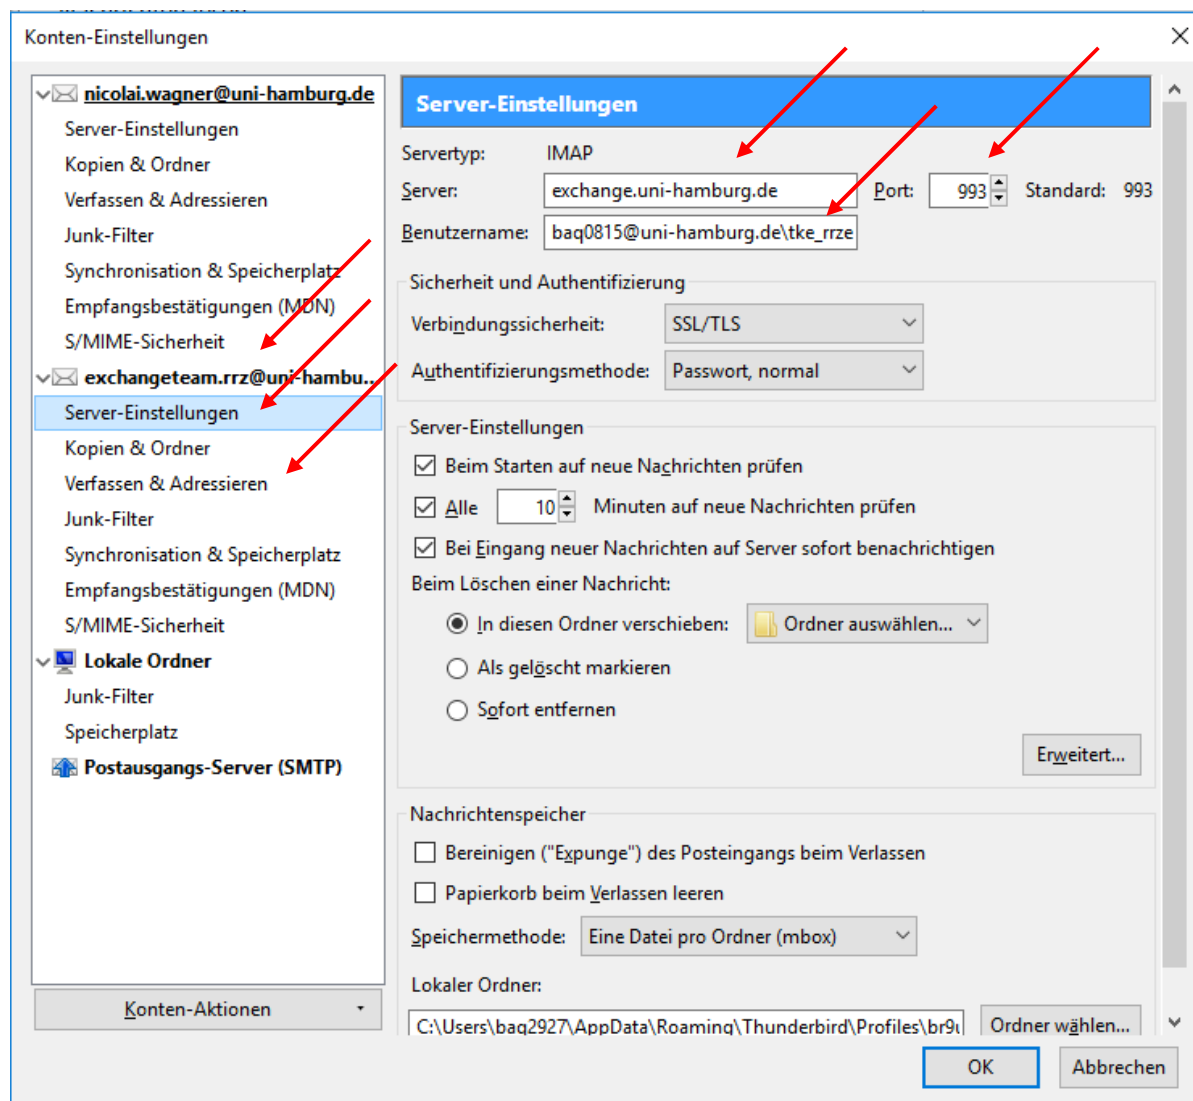 Konten-Einstellungen
nicolai.wagner@uni-hamburg.de
Server-Einstellungen
Kopien & Ordner
Verfassen & Adressieren
Junk-Filter
Synchronisation & Speicherplatz
Empfangsbestätigungen (MDN)
S/MIME-Sicherheit
exchangeteam.rrz@uni-hambu..
Server-Einstellungen
Kopien & Ordner
Verfassen & Adressieren
Junk-Filter
Synchronisation & Speicherplatz
Empfangsbestätigungen (MDN)
S/MIME-Sicherheit
Lokale Ordner
Junk-Filter
Speicherplatz
Postausgangs-Server (SMTP)
Konten-Aktionen
Server-Einstellungen
Servertyp: IMAP
Server: exchange.uni-hamburg.de Port: 993 Standard: 993
Benutzername: baq0815@uni-hamburg.de\tke_rrze
Sicherheit und Authentifizierung
Verbindungssicherheit: SSL/TLS
Authentifizierungsmethode: Passwort, normal
Server-Einstellungen
Beim Starten auf neue Nachrichten prüfen
Alle 10 Minuten auf neue Nachrichten prüfen
Bei Eingang neuer Nachrichten auf Server sofort benachrichtigen
Beim Löschen einer Nachricht:
In diesen Ordner verschieben: Ordner auswählen...
Als gelöscht markieren
Sofort entfernen
Erweitert...
Nachrichtenspeicher
Bereinigen ("Expunge") des Posteingangs beim Verlassen
Papierkorb beim Verlassen leeren
Speichermethode: Eine Datei pro Ordner (mbox)
Lokaler Ordner:
C:\Users\baq2927\AppData\Roaming\Thunderbird\Profiles\br9 Ordner wählen...
OK Abbrechen